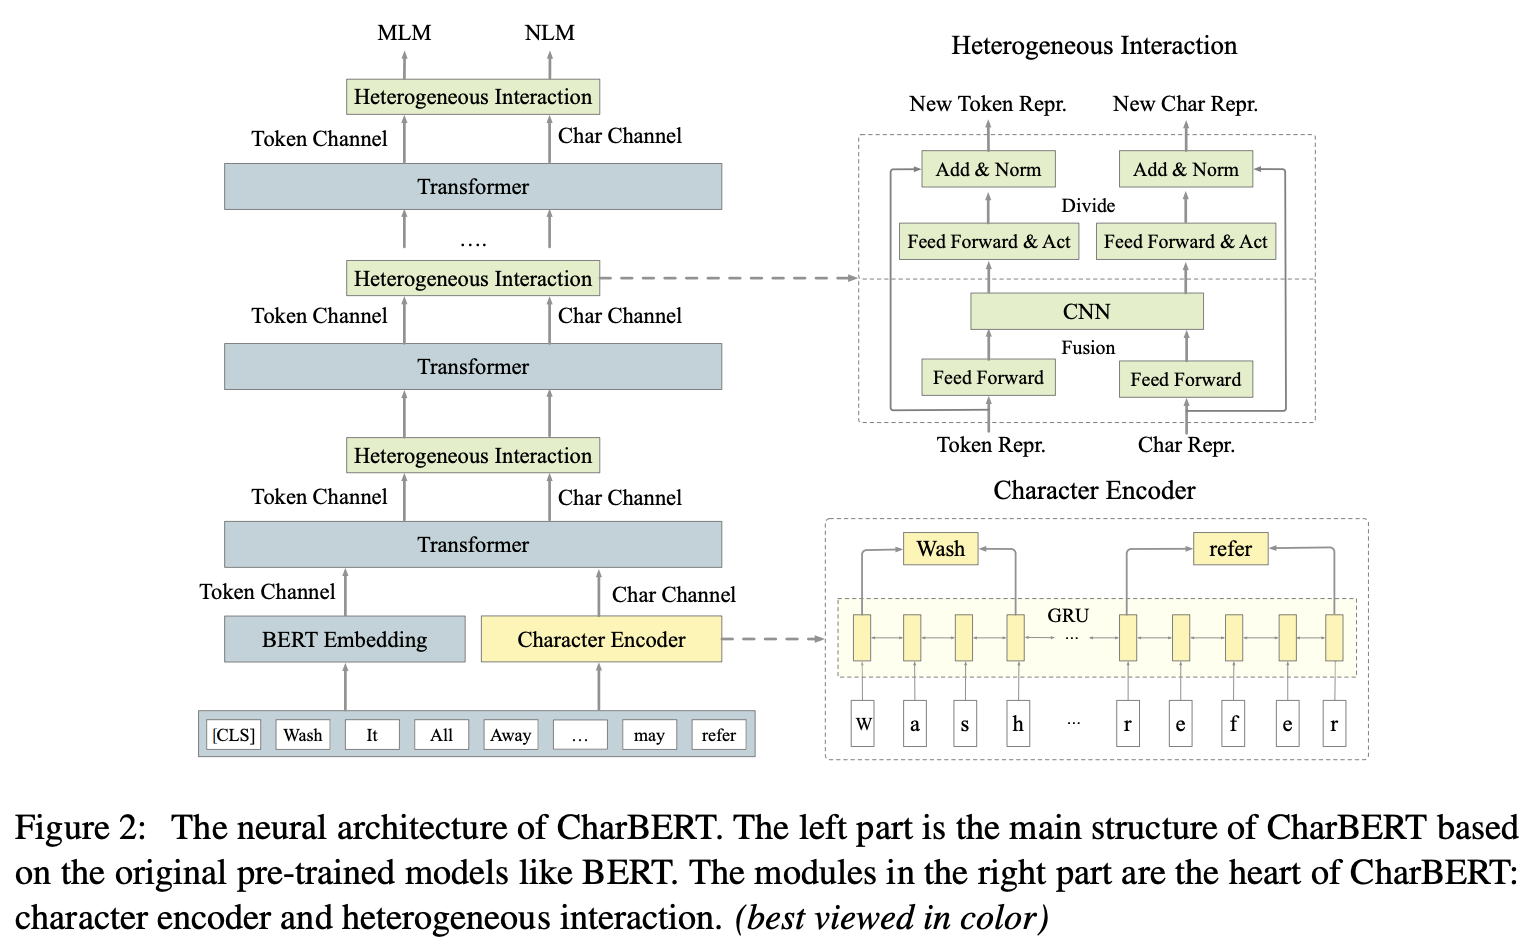 MLM NLM
Heterogeneous Interaction
Token Channel Char Channel
Transformer
....
Heterogeneous Interaction
Token Channel Char Channel
Transformer
Heterogeneous Interaction
Token Channel Char Channel
Transformer
Token Channel Char Channel
BERT Embedding Character Encoder
[CLS] Wash It All Away ... may refer
Heterogeneous Interaction
New Token Repr. New Char Repr.
Add & Norm Add & Norm
Divide
Feed Forward & Act Feed Forward & Act
CNN
Fusion
Feed Forward Feed Forward
Token Repr. Char Repr.
Character Encoder
Wash refer
GRU
...
w a s h ... r e f e r
Figure 2: The neural architecture of CharBERT. The left part is the main structure of CharBERT based
on the original pre-trained models like BERT. The modules in the right part are the heart of CharBERT:
character encoder and heterogeneous interaction. (best viewed in color)